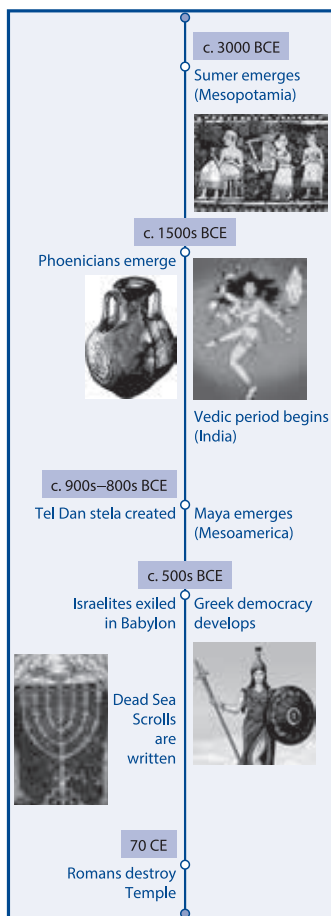 c. 3000 BCE
Sumer emerges
(Mesopotamia)
c. 1500s BCE
Phoenicians emerge
Vedic period begins
(India)
c. 900s–800s BCE
Tel Dan stela created
Maya emerges
(Mesoamerica)
c. 500s BCE
Israelites exiled
in Babylon
Greek democracy
develops
Dead Sea
Scrolls
are
written
70 CE
Romans destroy
Temple